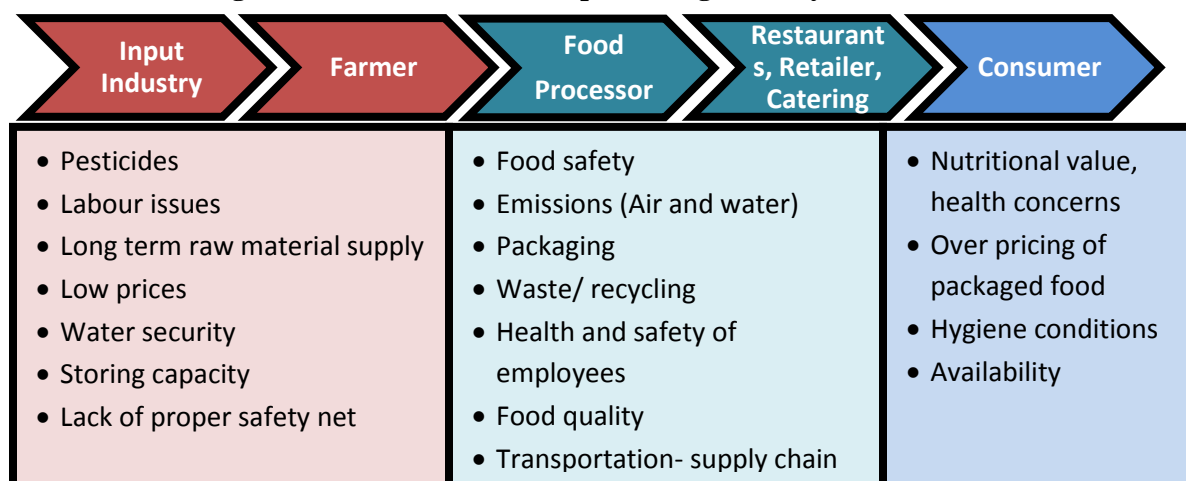 Input
Industry
Farmer
Food
Processor
Restaurant
s, Retailer,
Catering
Consumer
• Pesticides
• Labour issues
• Long term raw material supply
• Low prices
• Water security
• Storing capacity
• Lack of proper safety net
• Food safety
• Emissions (Air and water)
• Packaging
• Waste/ recycling
• Health and safety of
employees
• Food quality
• Transportation- supply chain
• Nutritional value,
health concerns
• Over pricing of
packaged food
• Hygiene conditions
• Availability